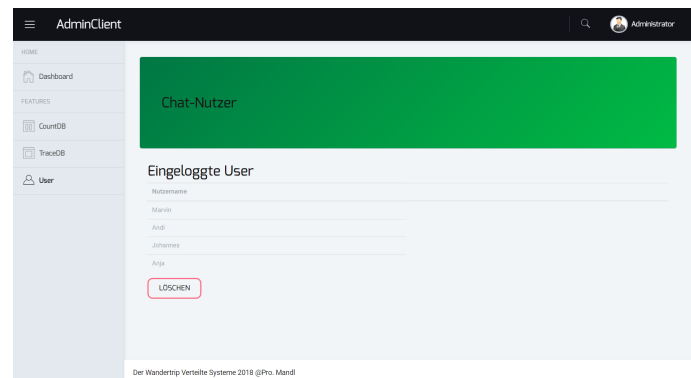 AdminClient
Administrator
HOME
Dashboard
FEATURES
CountDB
TraceDB
User
Chat-Nutzer
Eingeloggte User
Nutzername
Marvin
Andi
Johannes
Anja
LÖSCHEN
Der Wandertrip Verteilte Systeme 2018 @Pro. Mandl